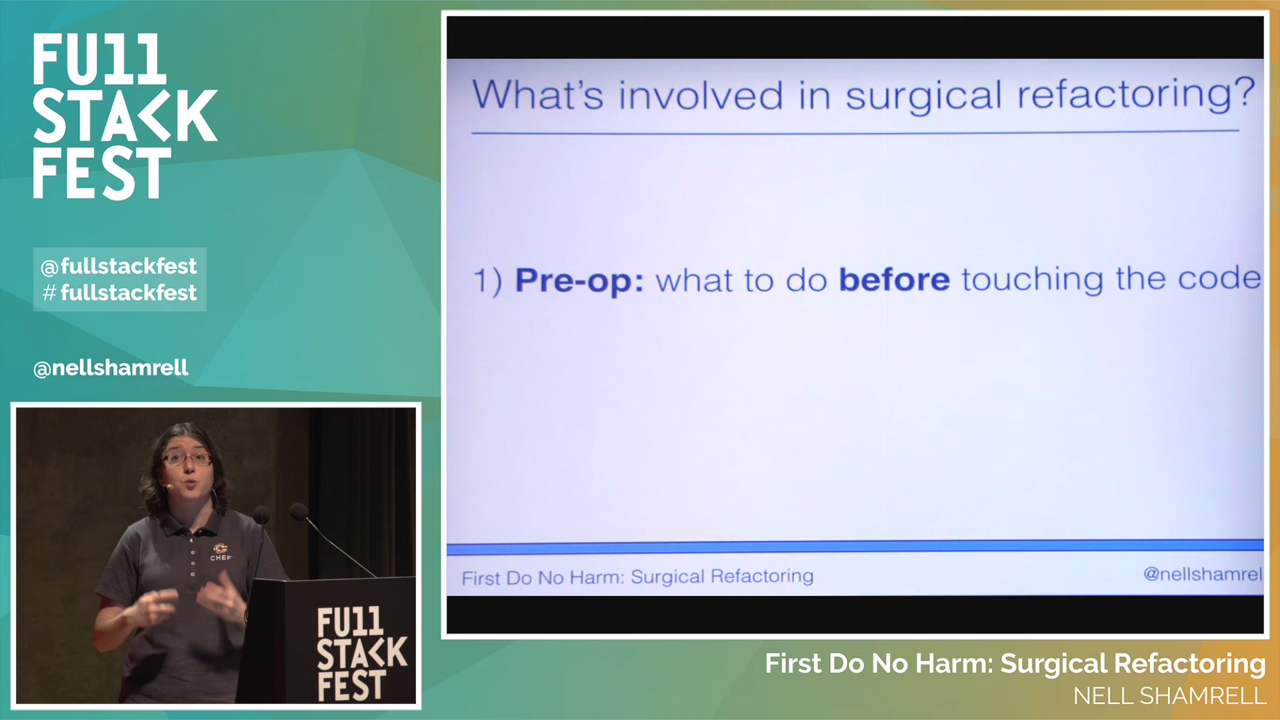 FU11
STACK
FEST
@fullstackfest
# fullstackfest
@nellshamrell
CHEF
FU11
STACK
FEST
What's involved in surgical refactoring?
1) Pre-op: what to do before touching the code
First Do No Harm: Surgical Refactoring
@nellshamrel
First Do No Harm: Surgical Refactoring
NELL SHAMRELL